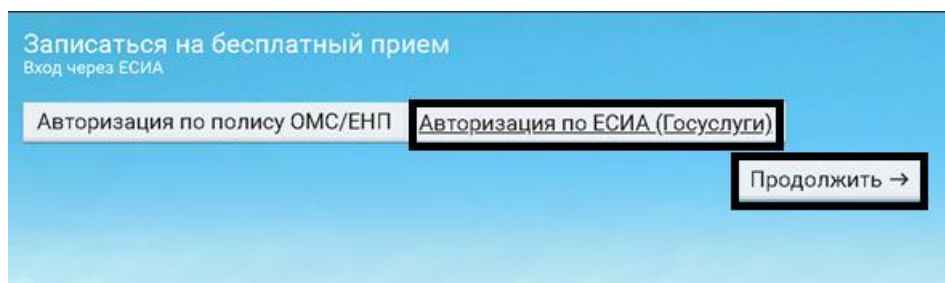 Записаться на бесплатный прием
Вход через ЕСИА
Авторизация по полису ОМС/ЕНП Авторизация по ЕСИА (Госуслуги)
Продолжить →